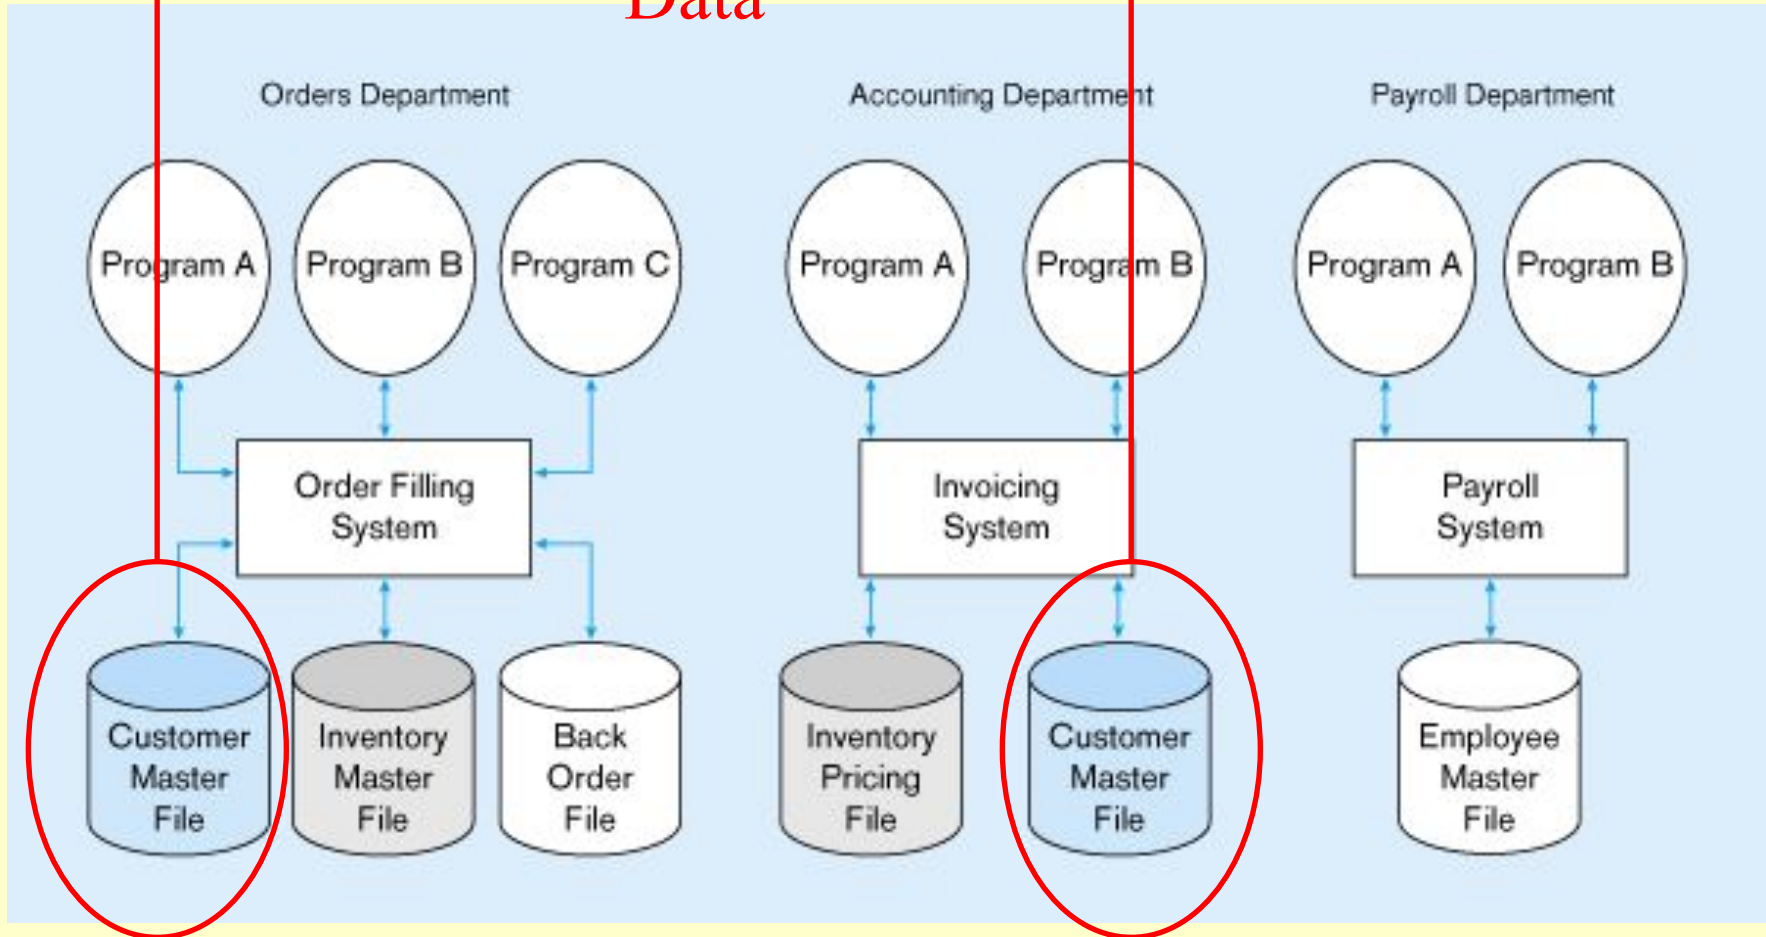 Data
Orders Department
Accounting Department
Payroll Department
Program A
Program B
Program C
Program A
Program B
Program A
Program B
Order Filling
System
Invoicing
System
Payroll
System
Customer
Master
File
Inventory
Master
File
Back
Order
File
Inventory
Pricing
File
Customer
Master
File
Employee
Master
File